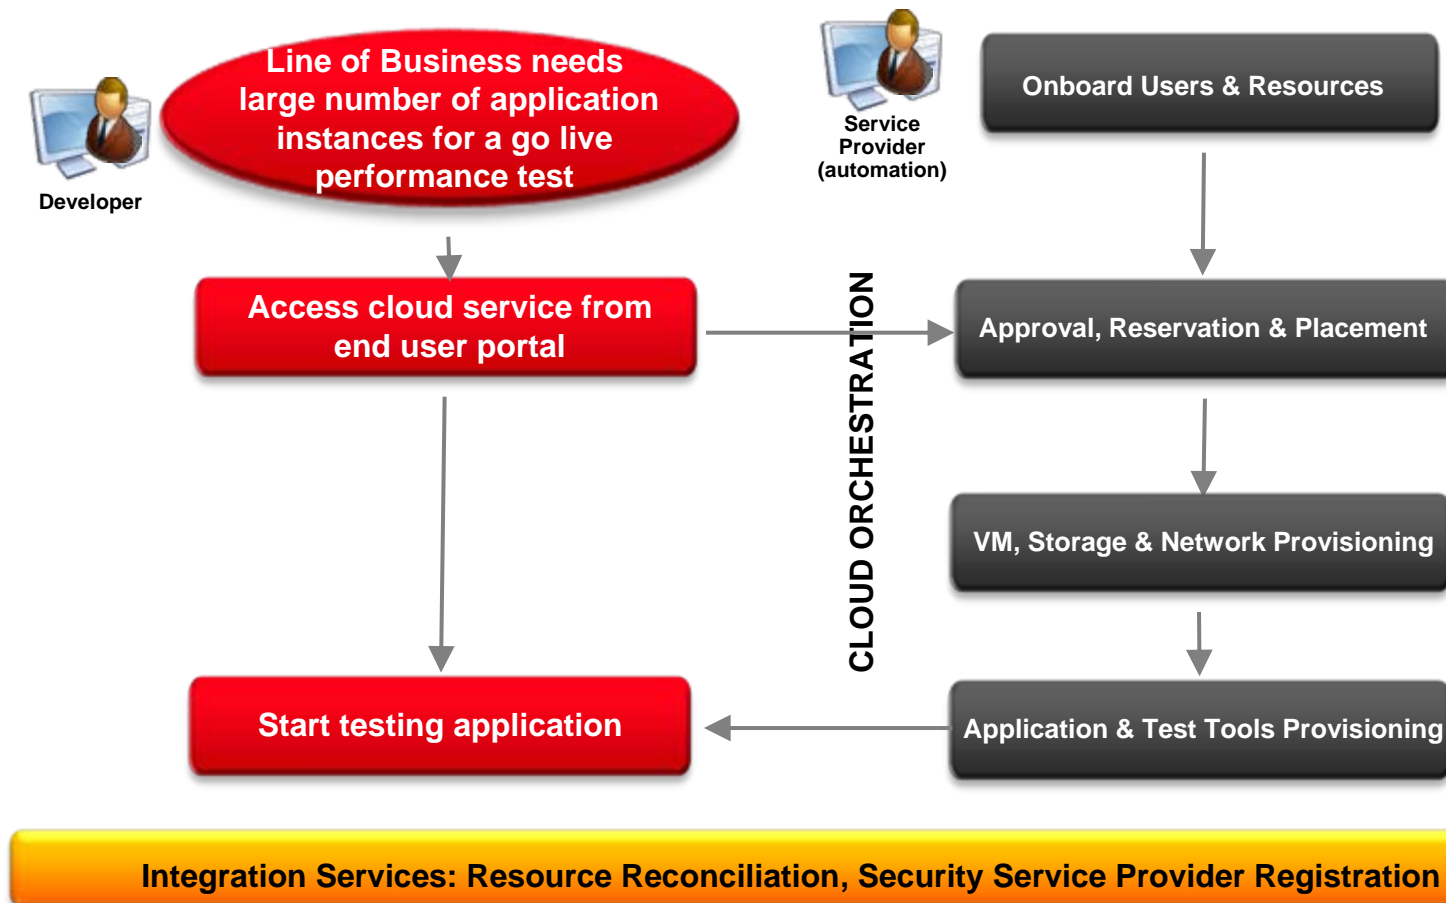 Line of Business needs
large number of application
instances for a go live
performance test
Developer
Service
Provider
(automation)
Onboard Users & Resources
Access cloud service from
end user portal
CLOUD ORCHESTRATION
Approval, Reservation & Placement
VM, Storage & Network Provisioning
Start testing application
Application & Test Tools Provisioning
Integration Services: Resource Reconciliation, Security Service Provider Registration